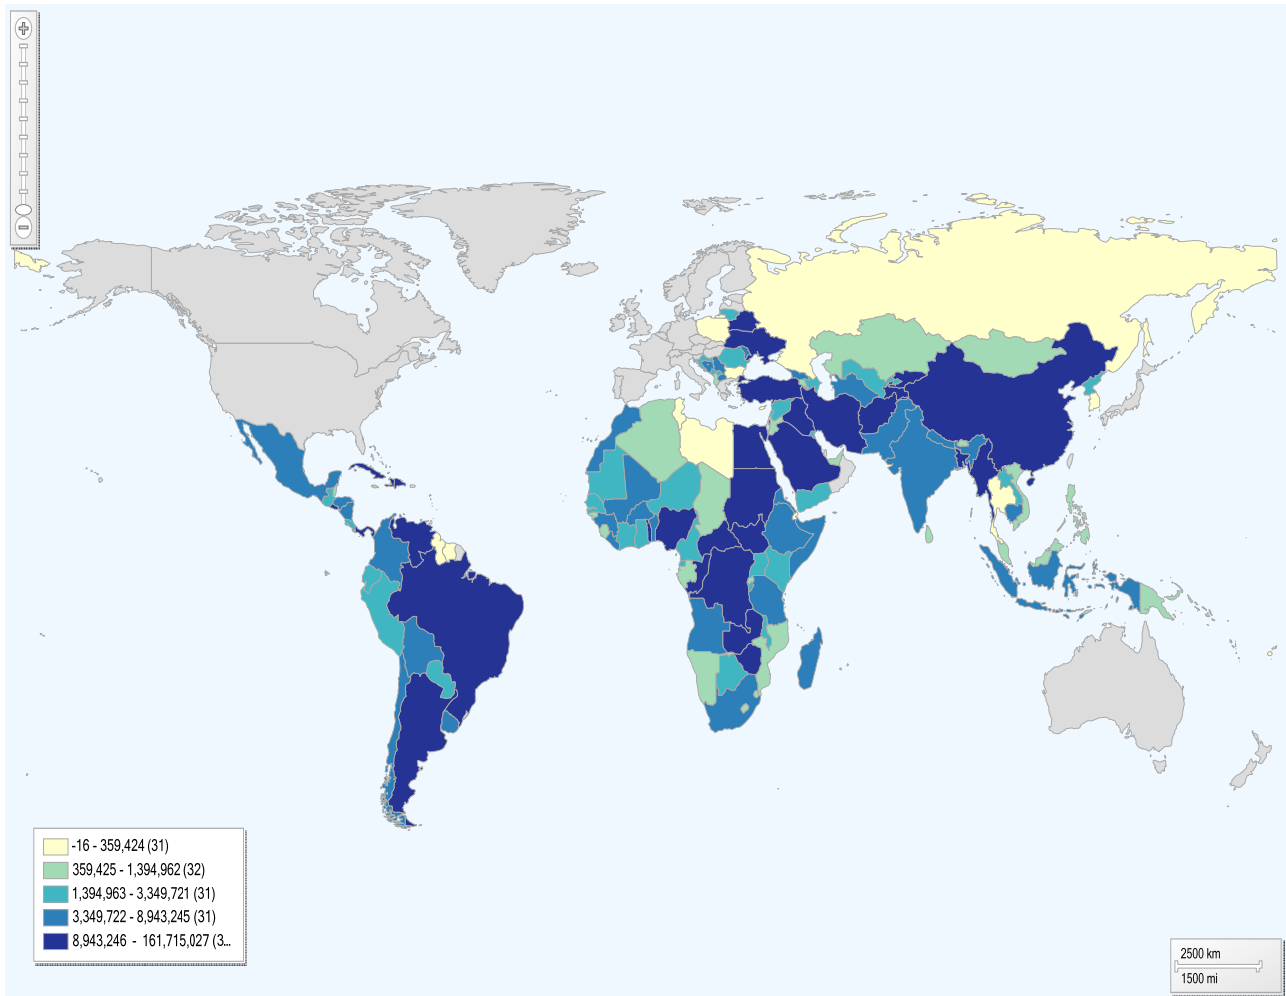 -16 - 359,424 (31)
359,425 - 1,394,962 (32)
1,394,963 - 3,349,721 (31)
3,349,722 - 8,943,245 (31)
8,943,246 - 161,715,027 (3...
2500 km
1500 mi